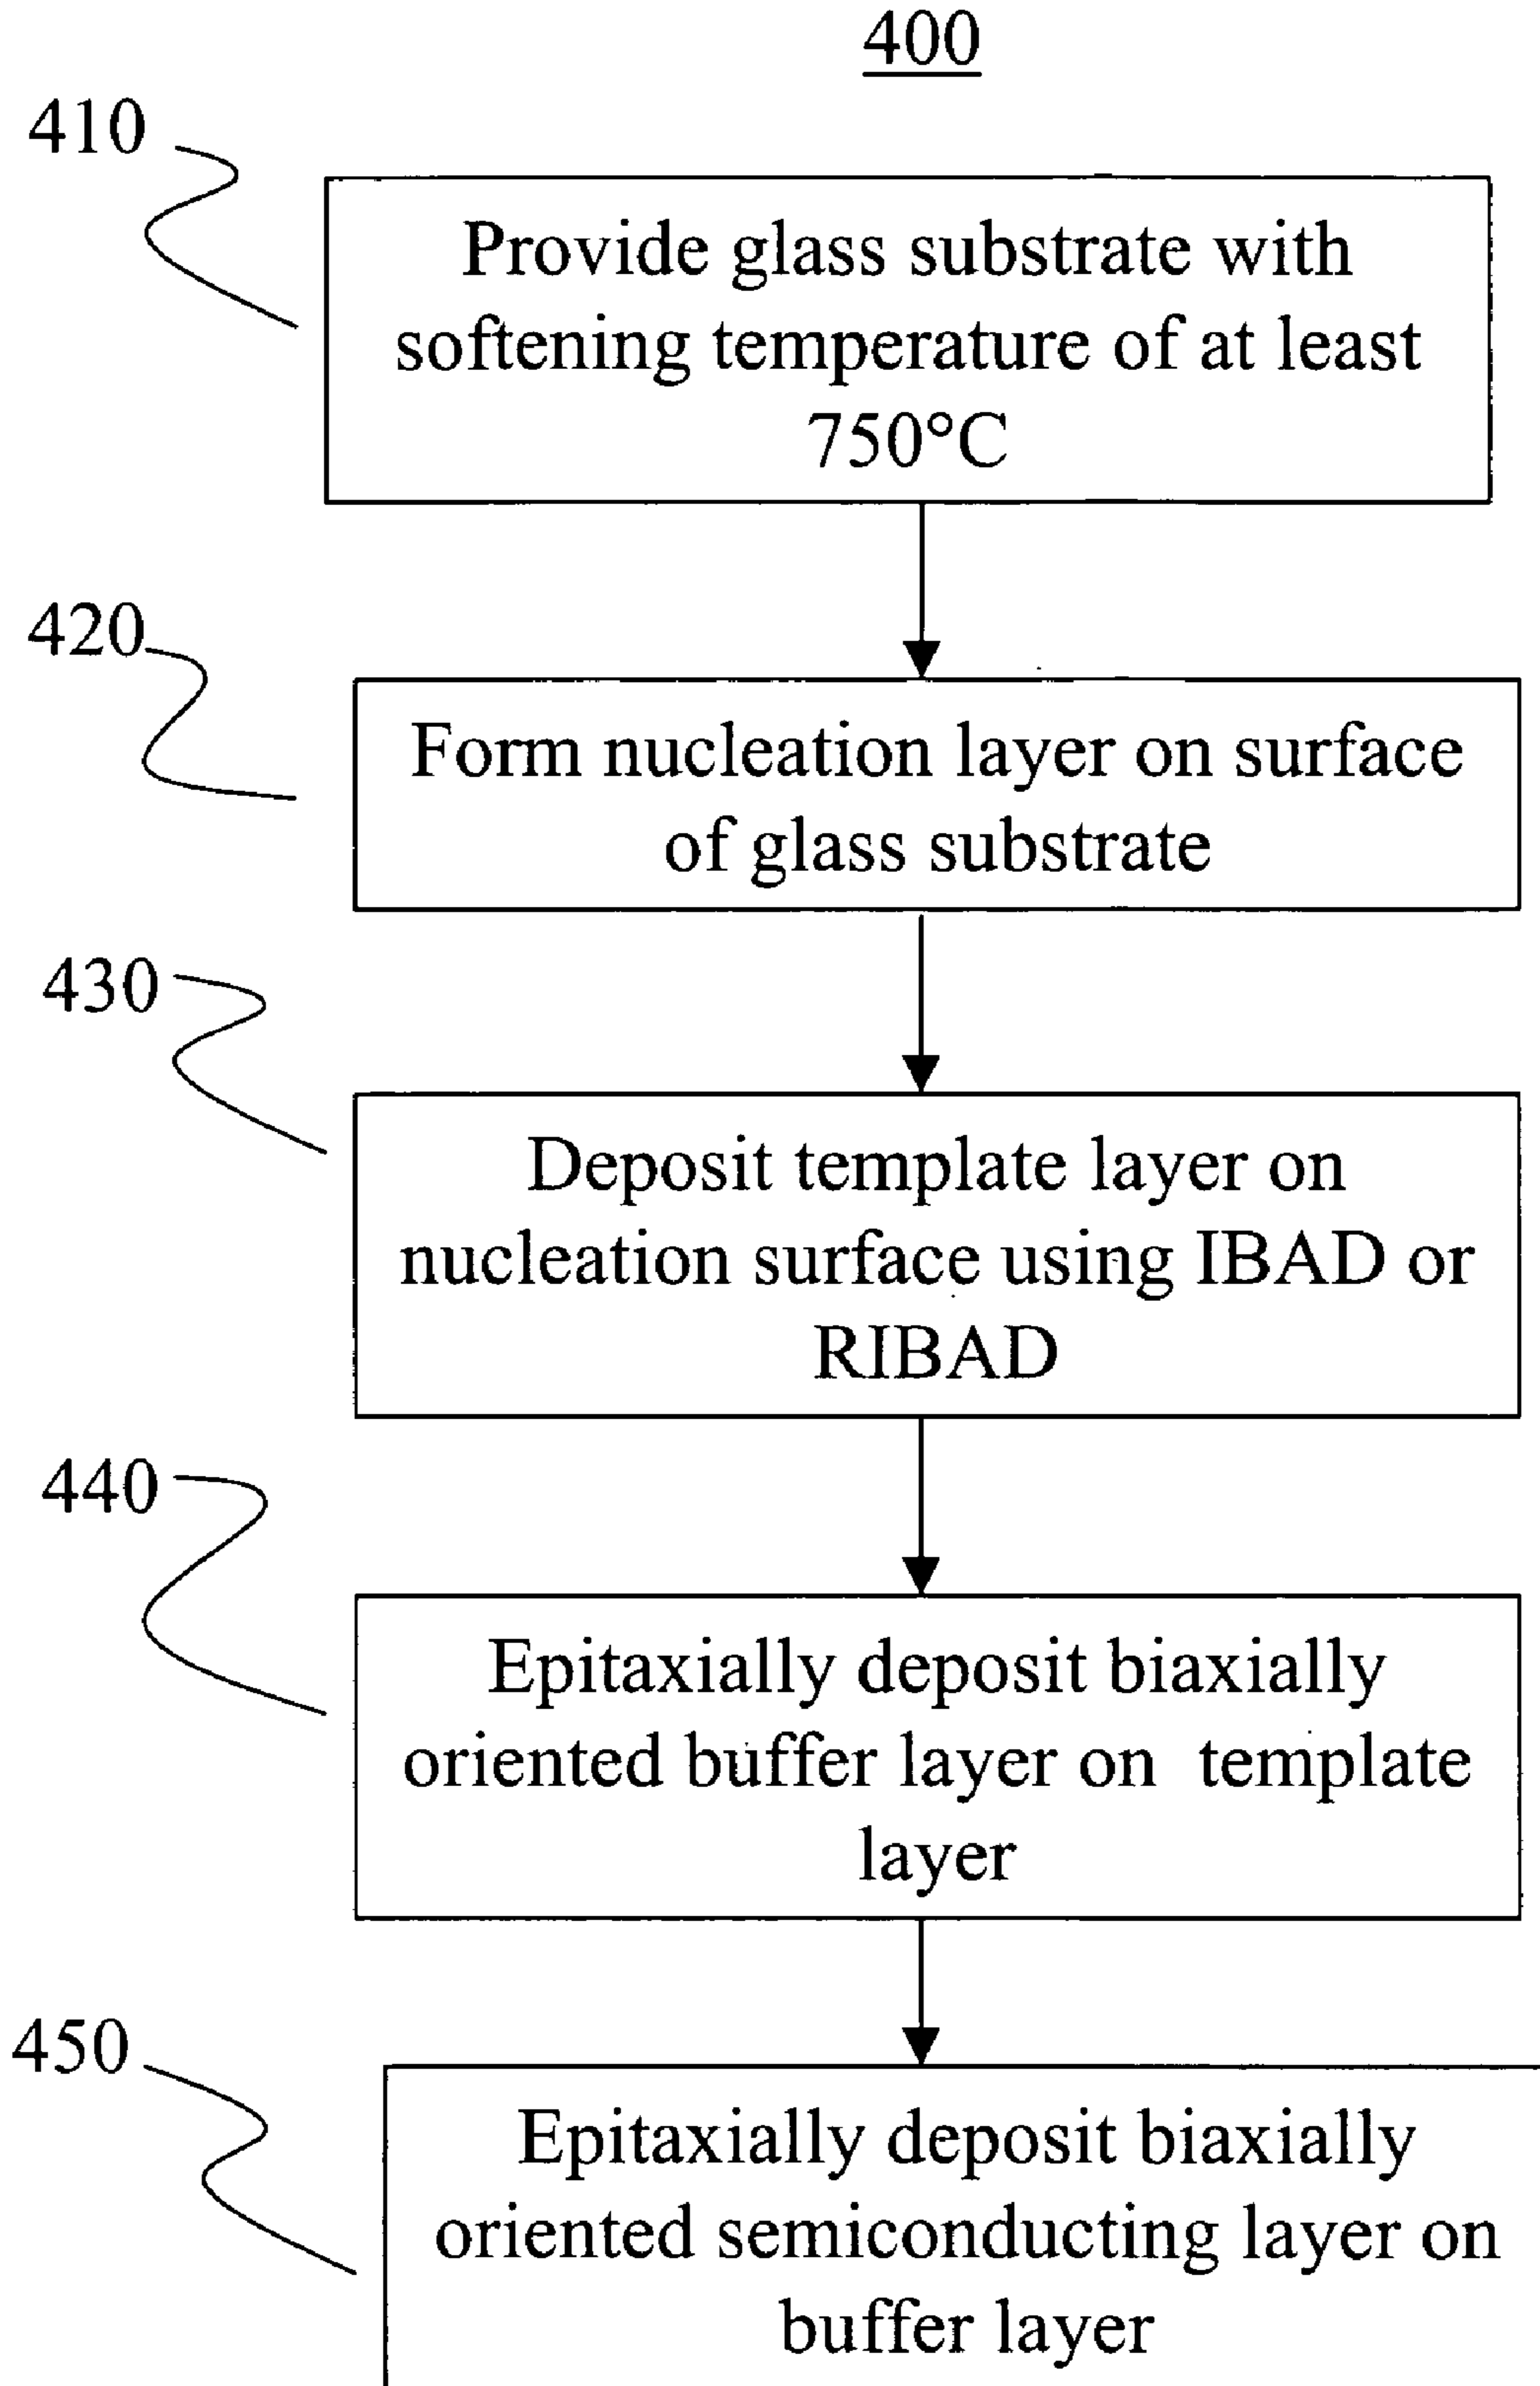 400
410
Provide glass substrate with
softening temperature of at least
750°C
420
Form nucleation layer on surface
of glass substrate
430
Deposit template layer on
nucleation surface using IBAD or
RIBAD
440
Epitaxially deposit biaxially
oriented buffer layer on template
layer
450
Epitaxially deposit biaxially
oriented semiconducting layer on
buffer layer